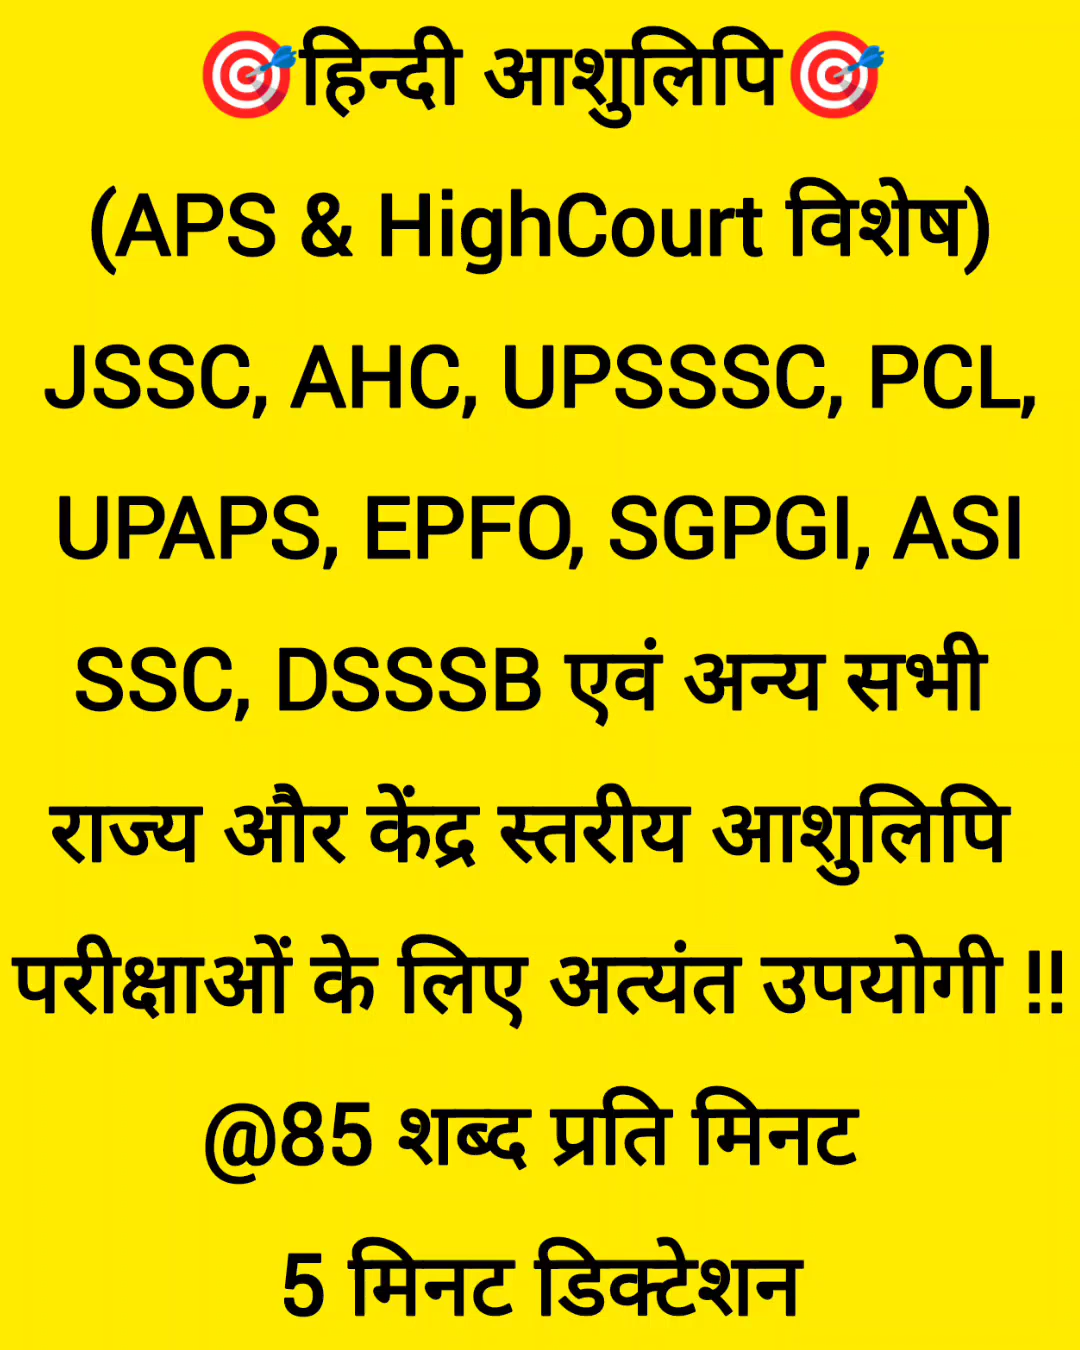 🎯हिन्दी आशुलिपि🎯
(APS & HighCourt विशेष)
JSSC, AHC, UPSSSC, PCL,
UPAPS, EPFO, SGPGI, ASI
SSC, DSSSB एवं अन्य सभी
राज्य और केंद्र स्तरीय आशुलिपि
परीक्षाओं के लिए अत्यंत उपयोगी !!
@85 शब्द प्रति मिनट
5 मिनट डिक्टेशन